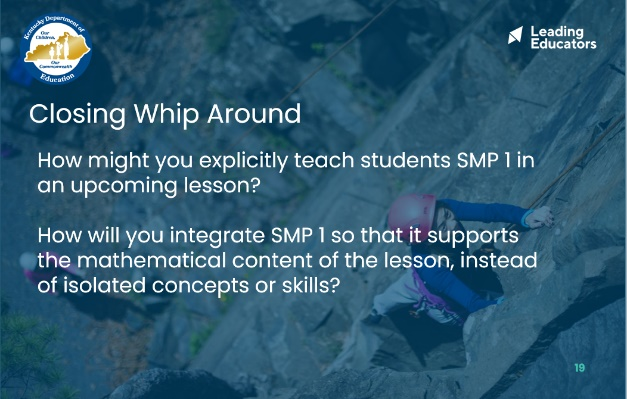 Kentucky Department of
Our Children,
Our Commonwealth
Education
Leading
Educators
Closing Whip Around
How might you explicitly teach students SMP 1 in
an upcoming lesson?
How will you integrate SMP 1 so that it supports
the mathematical content of the lesson, instead
of isolated concepts or skills?
19